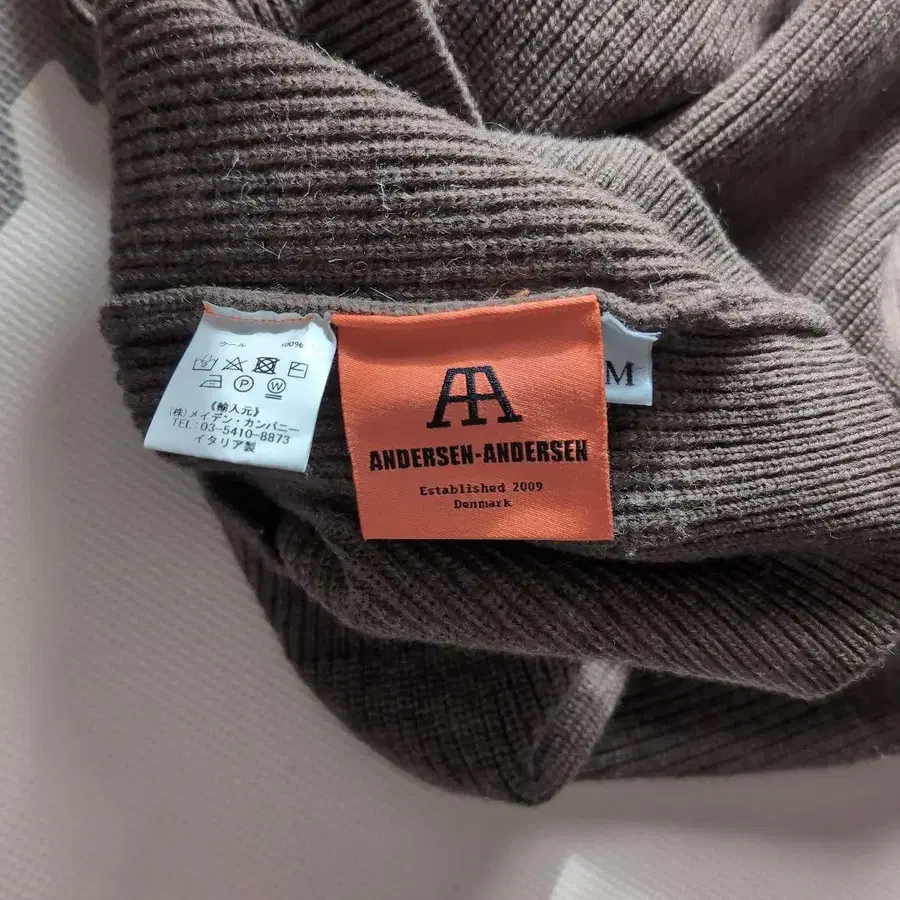 ウール
《輸入元》
(株)メイデン・カンパニー
TEL:03-5410-8873
イタリア製
P
W
AA
ANDERSEN-ANDERSEN
Established 2009
Denmark
M